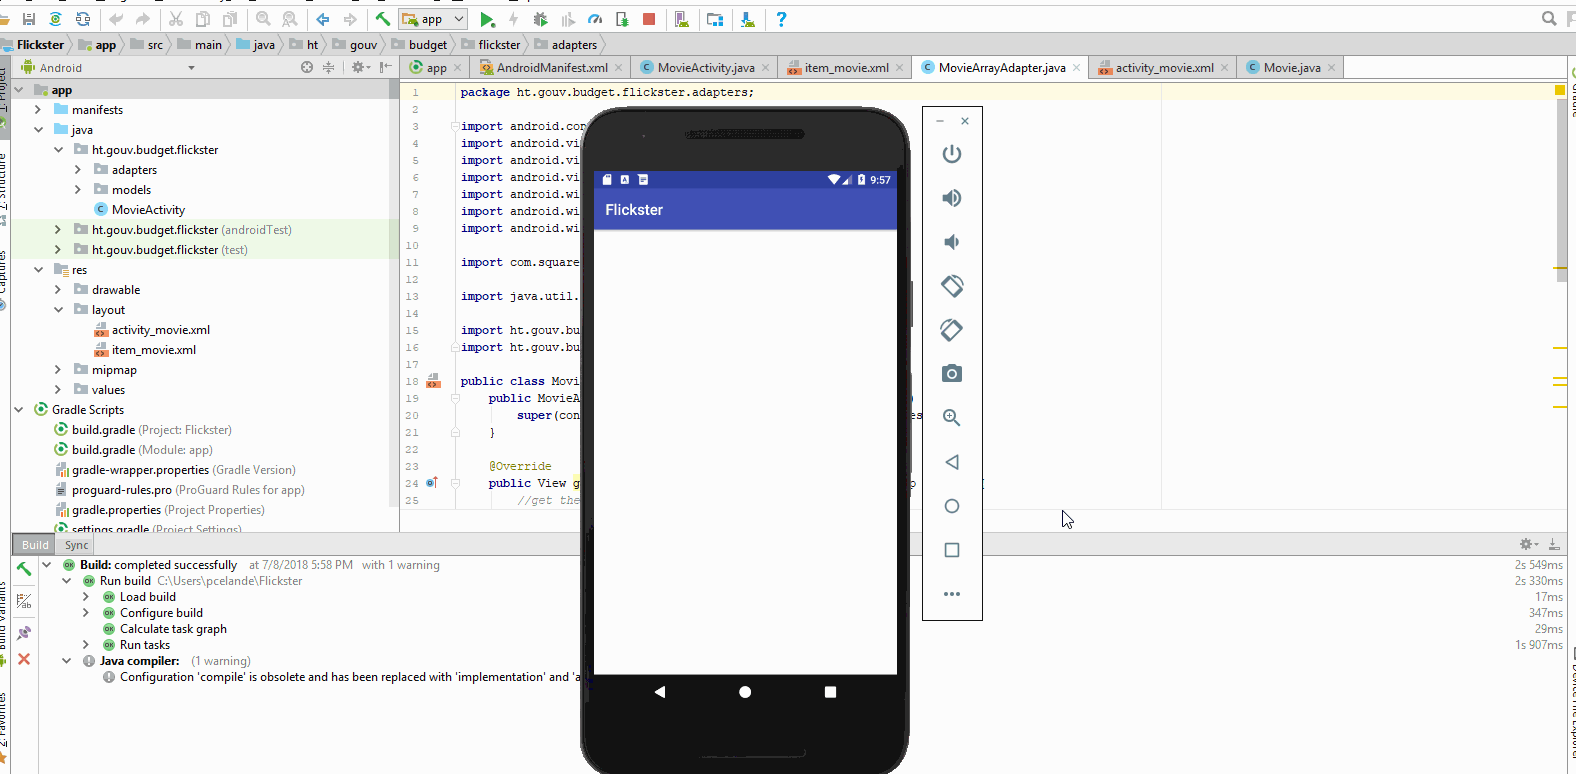 app
Flickster app src main java ht gouv budget flickster adapters
Android
app AndroidManifest.xml MovieActivity.java item_movie.xml MovieArrayAdapter.java activity_movie.xml Movie.java
1: Project
app
manifests
java
ht.gouv.budget.flickster
adapters
models
MovieActivity
ht.gouv.budget.flickster (androidTest)
ht.gouv.budget.flickster (test)
res
drawable
layout
activity_movie.xml
item_movie.xml
mipmap
values
Gradle Scripts
build.gradle (Project: Flickster)
build.gradle (Module: app)
gradle-wrapper.properties (Gradle Version)
proguard-rules.pro (ProGuard Rules for app)
gradle.properties (Project Properties)
settings.gradle (Project Settings)
7: Structure
Captures
1 package ht.gouv.budget.flickster.adapters;
2
3 import android.con
4 import android.vi
5 import android.vi
6 import android.vi
7 import android.wi
8 import android.wi
9 import android.wi
10
11 import com.square
12
13 import java.util.
14
15 import ht.gouv.bu
16 import ht.gouv.bu
17
18 public class Movi
19 public MovieA )
20 super(con es
21 }
22
23 @Override
24 public View g p {
25 //get the
9:57
Flickster
Build Sync
Build: completed successfully at 7/8/2018 5:58 PM with 1 warning 2s 549ms
Run build C:\Users\pcelande\Flickster 2s 330ms
Load build 17ms
Configure build 347ms
Calculate task graph 29ms
Run tasks 1s 907ms
Java compiler: (1 warning)
Configuration 'compile' is obsolete and has been replaced with 'implementation' and 'a
Build Variants
2: Favorites
Gradle
Device File Explorer